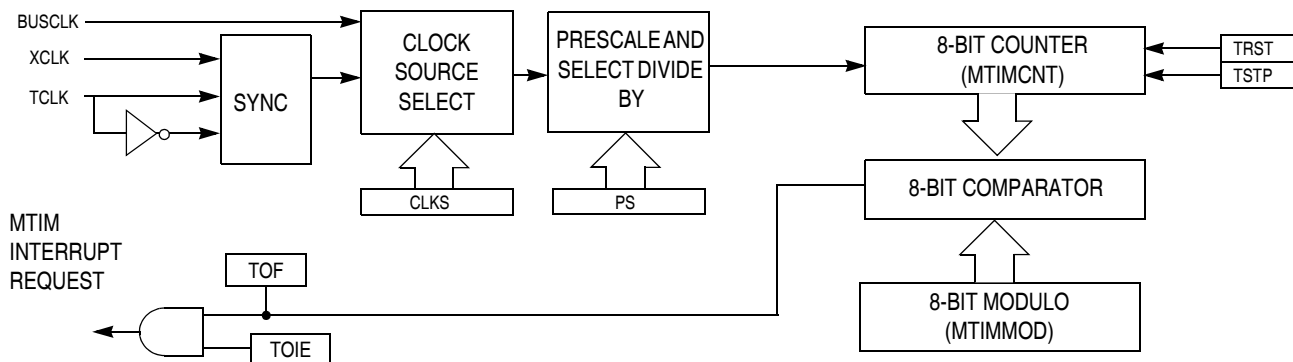 BUSCLK
XCLK
TCLK
SYNC
CLOCK
SOURCE
SELECT
PRESCALE AND
SELECT DIVIDE
BY
8-BIT COUNTER
(MTIMCNT)
TRST
TSTP
CLKS
PS
8-BIT COMPARATOR
MTIM
INTERRUPT
REQUEST
TOF
TOIE
8-BIT MODULO
(MTIMMOD)